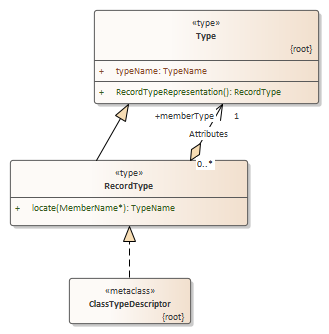 «type»
Type
{root}
+ typeName: TypeName
+ RecordTypeRepresentation(): RecordType
+memberType 1
Attributes
0..*
«type»
RecordType
+ locate(MemberName*): TypeName
«metaclass»
ClassTypeDescriptor
{root}